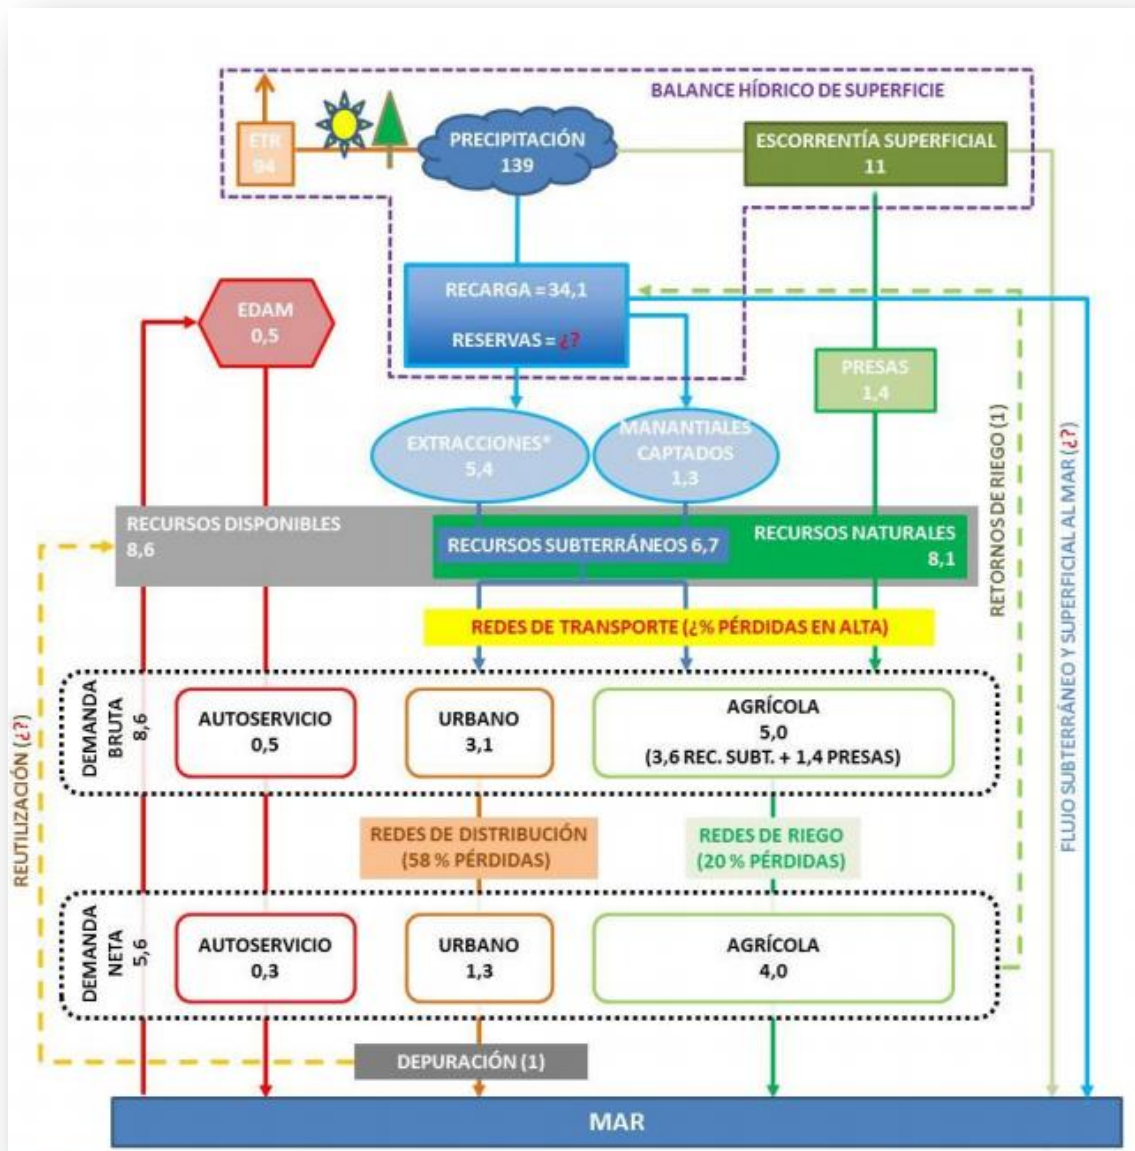 BALANCE HÍDRICO DE SUPERFICIE
ETR
94
PRECIPITACIÓN
139
ESCORRENTÍA SUPERFICIAL
11
RECARGA = 34,1
RESERVAS = ¿?
EDAM
0,5
PRESAS
1,4
EXTRACCIONES*
5,4
MANANTIALES
CAPTADOS
1,3
RETORNOS DE RIEGO (1)
FLUJO SUBTERRÁNEO Y SUPERFICIAL AL MAR (¿?)
RECURSOS DISPONIBLES
8,6
RECURSOS SUBTERRÁNEOS 6,7
RECURSOS NATURALES
8,1
REDES DE TRANSPORTE (¿% PÉRDIDAS EN ALTA)
REUTILIZACIÓN (¿?)
DEMANDA
BRUTA
8,6
AUTOSERVICIO
0,5
URBANO
3,1
AGRÍCOLA
5,0
(3,6 REC. SUBT. + 1,4 PRESAS)
REDES DE DISTRIBUCIÓN
(58 % PÉRDIDAS)
REDES DE RIEGO
(20 % PÉRDIDAS)
DEMANDA
NETA
5,6
AUTOSERVICIO
0,3
URBANO
1,3
AGRÍCOLA
4,0
DEPURACIÓN (1)
MAR